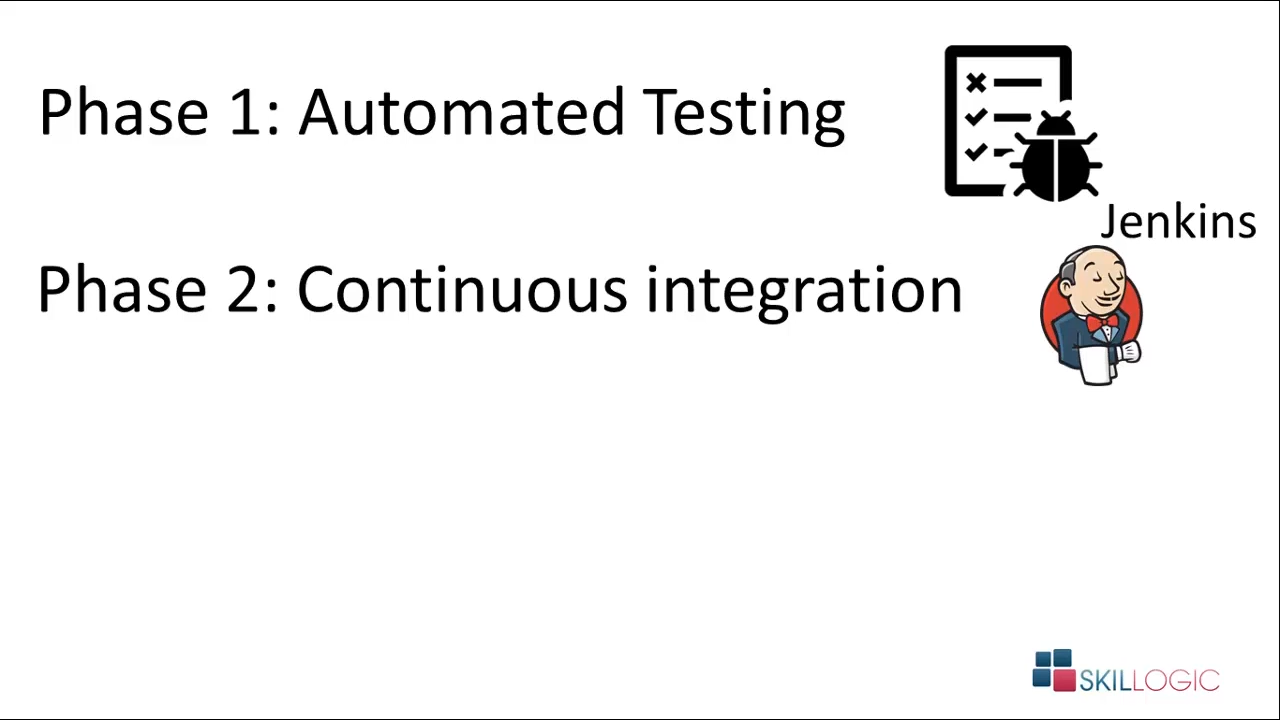 Phase 1: Automated Testing
Jenkins
Phase 2: Continuous integration
SKILLOGIC